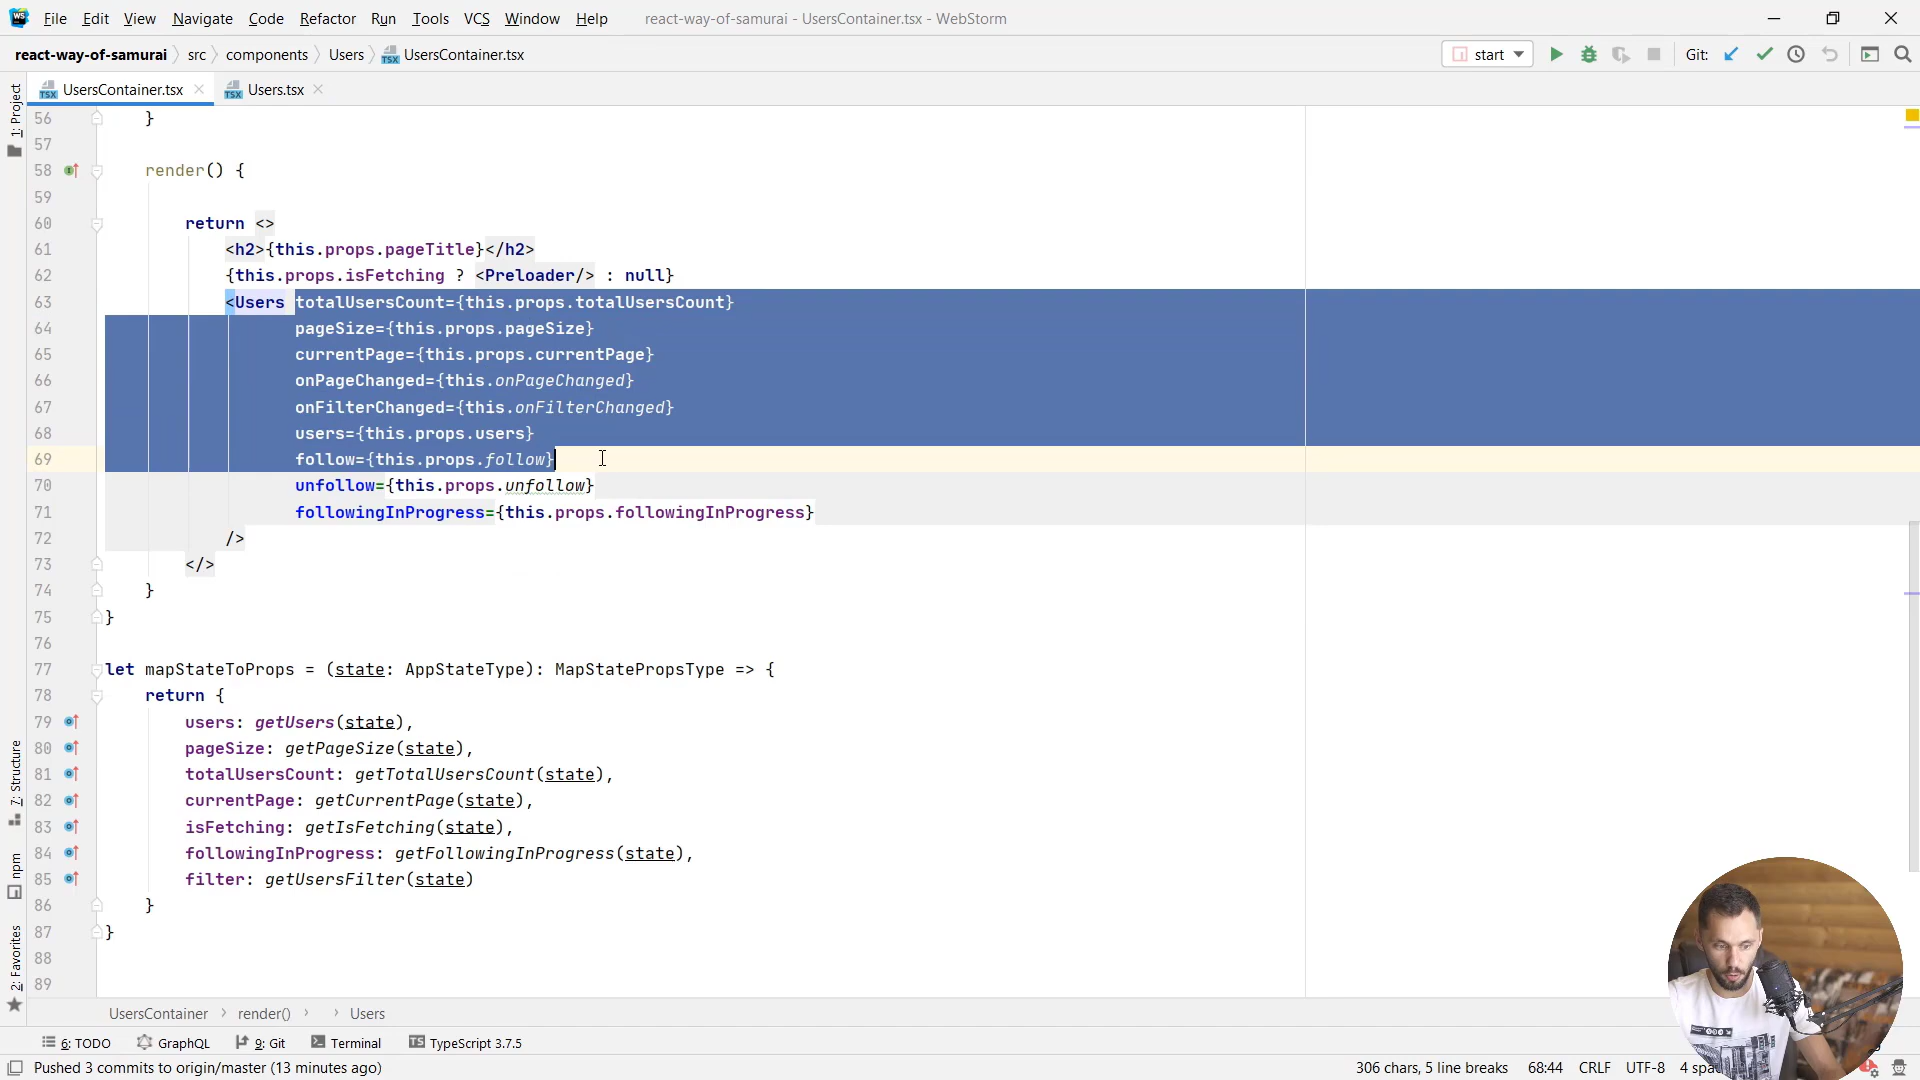 File Edit View Navigate Code Refactor Run Tools VCS Window Help react-way-of-samurai - UsersContainer.tsx - WebStorm
react-way-of-samurai src components Users UsersContainer.tsx start Git:
UsersContainer.tsx Users.tsx
1: Project
7: Structure
npm
2: Favorites
56 }
57
58 render() {
59
60 return <>
61 <h2>{this.props.pageTitle}</h2>
62 {this.props.isFetching ? <Preloader/> : null}
63 <Users totalUsersCount={this.props.totalUsersCount}
64 pageSize={this.props.pageSize}
65 currentPage={this.props.currentPage}
66 onPageChanged={this.onPageChanged}
67 onFilterChanged={this.onFilterChanged}
68 users={this.props.users}
69 follow={this.props.follow}
70 unfollow={this.props.unfollow}
71 followingInProgress={this.props.followingInProgress}
72 />
73 </>
74 }
75 }
76
77 let mapStateToProps = (state: AppStateType): MapStatePropsType => {
78 return {
79 users: getUsers(state),
80 pageSize: getPageSize(state),
81 totalUsersCount: getTotalUsersCount(state),
82 currentPage: getCurrentPage(state),
83 isFetching: getIsFetching(state),
84 followingInProgress: getFollowingInProgress(state),
85 filter: getUsersFilter(state)
86 }
87 }
88
89
UsersContainer render() Users
6: TODO GraphQL 9: Git Terminal TypeScript 3.7.5
Pushed 3 commits to origin/master (13 minutes ago) 306 chars, 5 line breaks 68:44 CRLF UTF-8 4